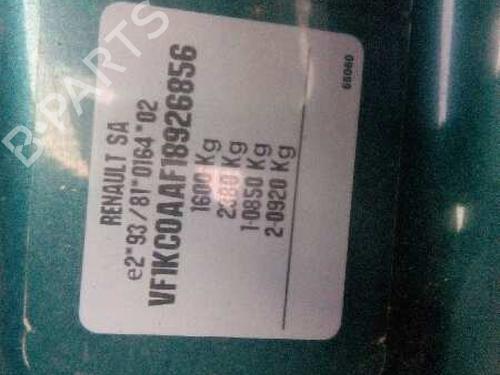 RENAULT SA
e2*93/81*0164*02
VF1KC0AAF18926856
1600 Kg
2380 Kg
1-0850 Kg
2-0920 Kg
66060
B-PARTS